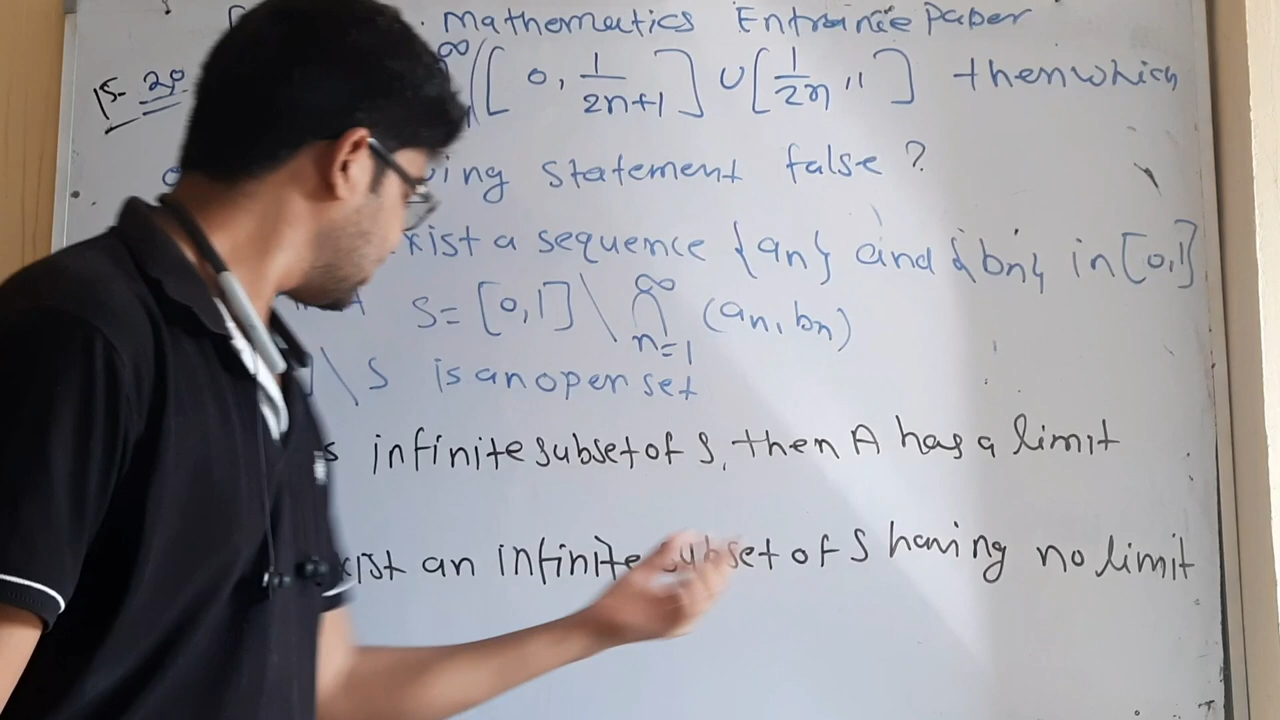 . Mathematics Entrance Paper
15- 20 ∞ ([0, 1/2n+1] ∪ [1/2n, 1]) then which
ing statement false ?
xist a sequence {an} and {bn} in [0,1]
S= [0,1] \ ∞ ∩ n=1 (an, bn)
] \ S is an open set
s infinite subset of S, then A has a limit
xist an infinite subset of S having no limit